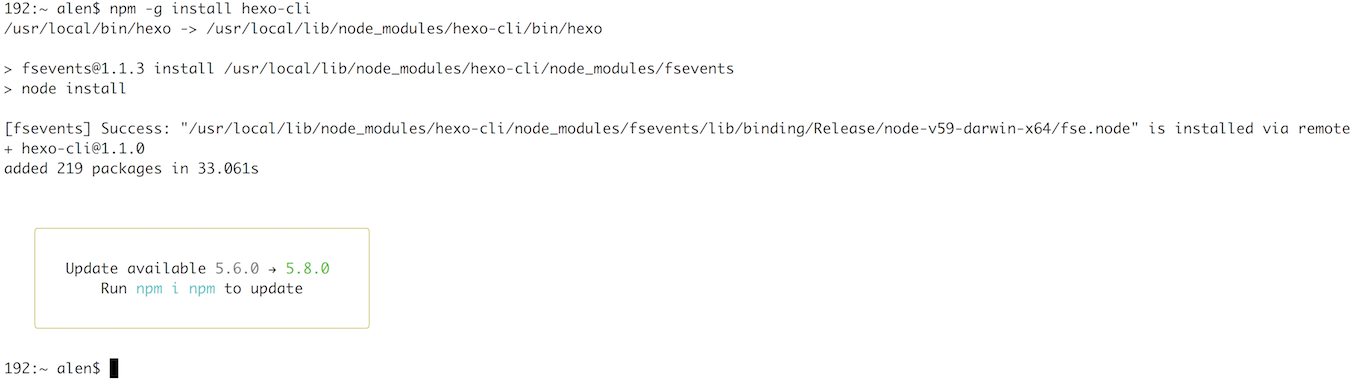 192:~ alen$ npm -g install hexo-cli
/usr/local/bin/hexo -> /usr/local/lib/node_modules/hexo-cli/bin/hexo
> fsevents@1.1.3 install /usr/local/lib/node_modules/hexo-cli/node_modules/fsevents
> node install
[fsevents] Success: "/usr/local/lib/node_modules/hexo-cli/node_modules/fsevents/lib/binding/Release/node-v59-darwin-x64/fse.node" is installed via remote
+ hexo-cli@1.1.0
added 219 packages in 33.061s
Update available 5.6.0 → 5.8.0
Run npm i npm to update
192:~ alen$